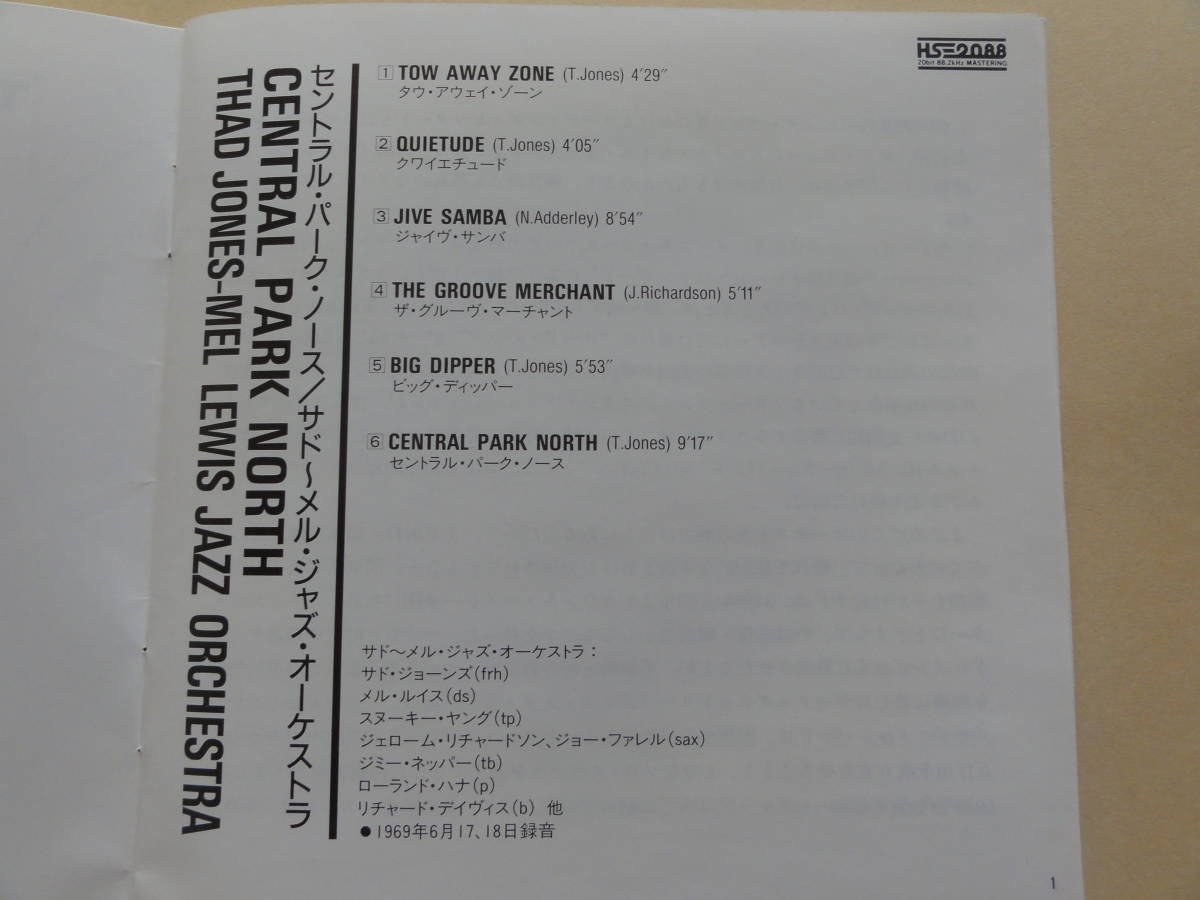 セントラル・パーク・ノース/サド〜メル・ジャズ・オーケストラ
CENTRAL PARK NORTH
THAD JONES-MEL LEWIS JAZZ ORCHESTRA
HS2088
20bit 88.2kHz MASTERING
1 TOW AWAY ZONE (T.Jones) 4'29"
タウ・アウェイ・ゾーン
2 QUIETUDE (T.Jones) 4'05"
クワイエチュード
3 JIVE SAMBA (N.Adderley) 8'54"
ジャイヴ・サンバ
4 THE GROOVE MERCHANT (J.Richardson) 5'11"
ザ・グルーヴ・マーチャント
5 BIG DIPPER (T.Jones) 5'53"
ビッグ・ディッパー
6 CENTRAL PARK NORTH (T.Jones) 9'17"
セントラル・パーク・ノース
サド〜メル・ジャズ・オーケストラ:
サド・ジョーンズ(frh)
メル・ルイス(ds)
スヌーキー・ヤング(tp)
ジェローム・リチャードソン、ジョー・ファレル(sax)
ジミー・ネッパー(tb)
ローランド・ハナ(p)
リチャード・デイヴィス(b) 他
●1969年6月17、18日録音
1